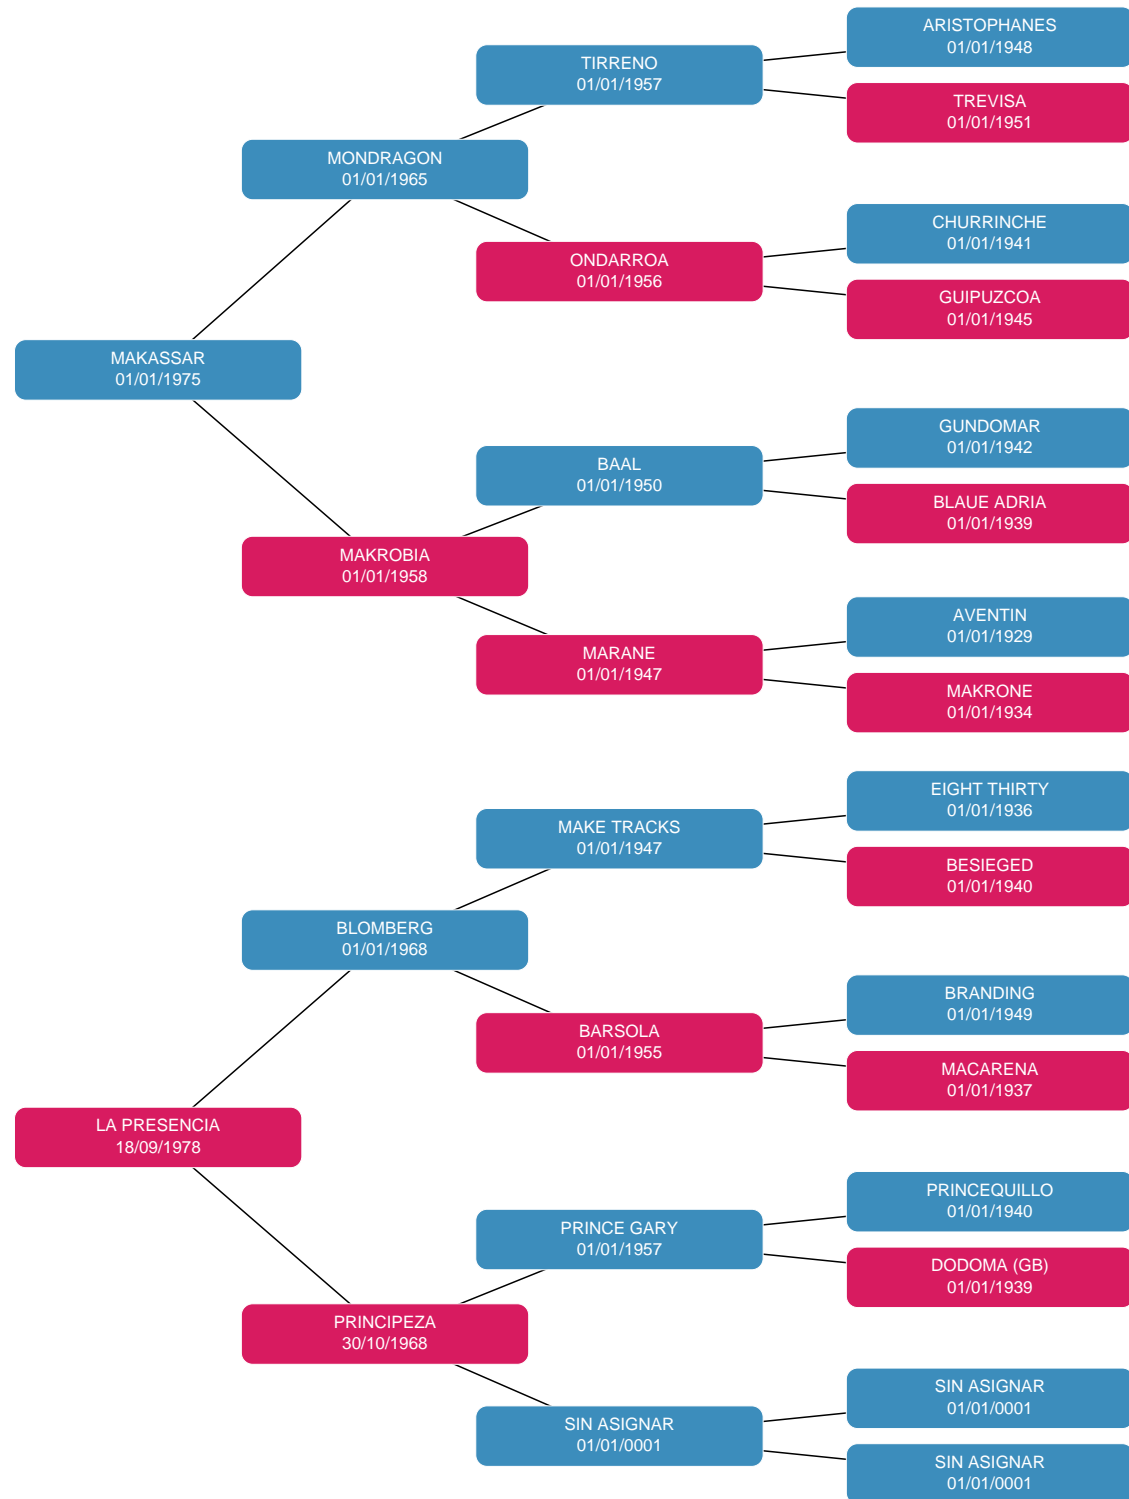 ARISTOPHANES
01/01/1948
TIRRENO
01/01/1957
TREVISA
01/01/1951
MONDRAGON
01/01/1965
CHURRINCHE
01/01/1941
ONDARROA
01/01/1956
GUIPUZCOA
01/01/1945
MAKASSAR
01/01/1975
GUNDOMAR
01/01/1942
BAAL
01/01/1950
BLAUE ADRIA
01/01/1939
MAKROBIA
01/01/1958
AVENTIN
01/01/1929
MARANE
01/01/1947
MAKRONE
01/01/1934
EIGHT THIRTY
01/01/1936
MAKE TRACKS
01/01/1947
BESIEGED
01/01/1940
BLOMBERG
01/01/1968
BRANDING
01/01/1949
BARSOLA
01/01/1955
MACARENA
01/01/1937
LA PRESENCIA
18/09/1978
PRINCEQUILLO
01/01/1940
PRINCE GARY
01/01/1957
DODOMA (GB)
01/01/1939
PRINCIPEZA
30/10/1968
SIN ASIGNAR
01/01/0001
SIN ASIGNAR
01/01/0001
SIN ASIGNAR
01/01/0001